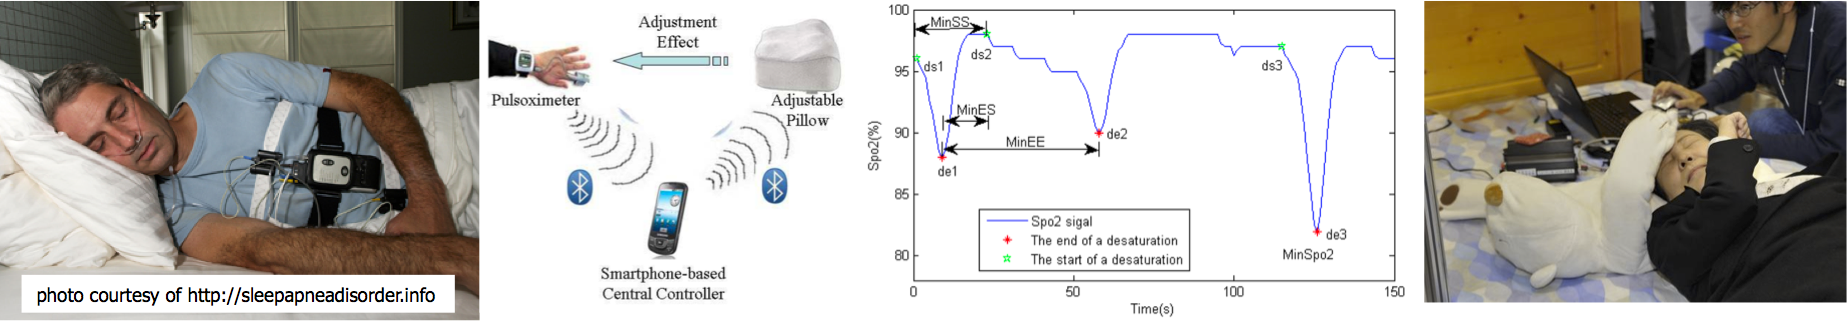 photo courtesy of http://sleepapneadisorder.info
Adjustment
Effect
Pulsoximeter
Adjustable
Pillow
Smartphone-based
Central Controller
100
95
90
85
80
Spo2(%)
MinSS
ds1
ds2
MinES
MinEE
de1
de2
ds3
de3
MinSpo2
Spo2 sigal
The end of a desaturation
The start of a desaturation
0
50
100
150
Time(s)